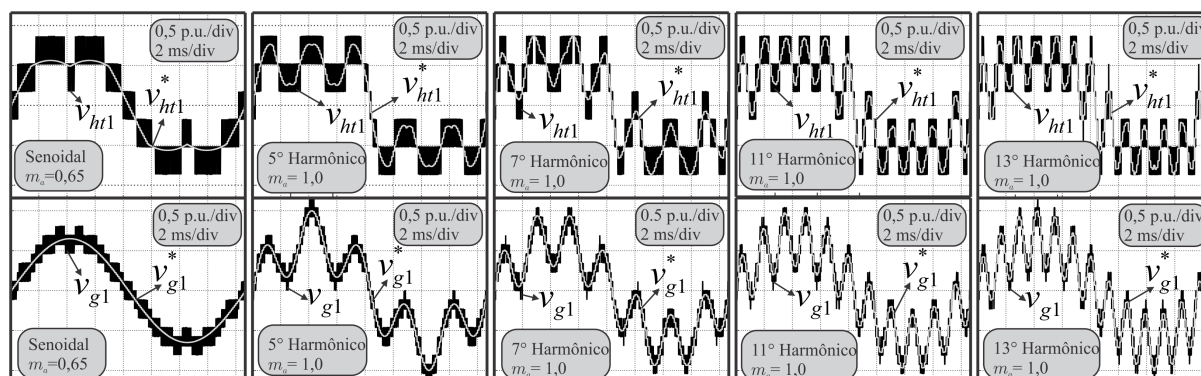 0,5 p.u./div
2 ms/div
v*ht1
vht1
Senoidal
ma=0,65
0,5 p.u./div
2 ms/div
v*ht1
vht1
5° Harmônico
ma= 1,0
0,5 p.u./div
2 ms/div
v*ht1
vht1
7° Harmônico
ma= 1,0
0,5 p.u./div
2 ms/div
v*ht1
vht1
11° Harmônico
ma= 1,0
0,5 p.u./div
2 ms/div
v*ht1
vht1
13° Harmônico
ma= 1,0
0,5 p.u./div
2 ms/div
v*g1
vg1
Senoidal
ma=0,65
0,5 p.u./div
2 ms/div
v*g1
vg1
5° Harmônico
ma= 1,0
0,5 p.u./div
2 ms/div
v*g1
vg1
7° Harmônico
ma= 1,0
0,5 p.u./div
2 ms/div
v*g1
vg1
11° Harmônico
ma= 1,0
0,5 p.u./div
2 ms/div
v*g1
vg1
13° Harmônico
ma= 1,0